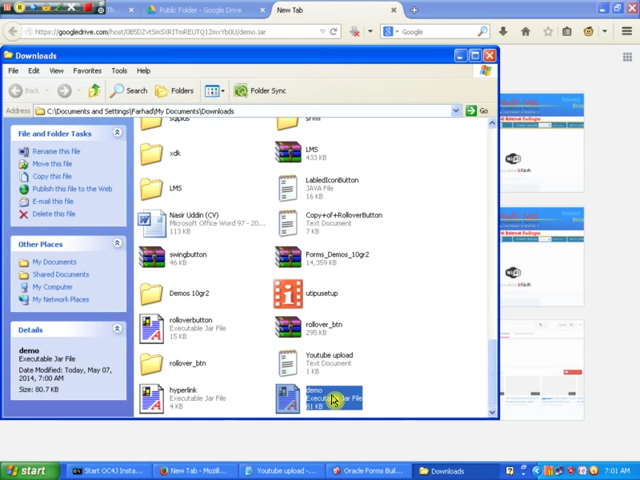 Th...
Public Folder - Google Drive
New Tab
https://googledrive.com/host/
demo.jar
Google
Downloads
File Edit View Favorites Tools Help
Back Search Folders Folder Sync
Address C:\Documents and Settings\Farhad\My Documents\Downloads Go
File and Folder Tasks
Rename this file
Move this file
Copy this file
Publish this file to the Web
E-mail this file
Delete this file
Other Places
My Documents
Shared Documents
My Computer
My Network Places
Details
demo
Executable Jar File
Date Modified: Today, May 07, 2014, 7:00 AM
Size: 80.7 KB
xdk
LMS
433 KB
LMS
LabledIconButton
JAVA File
16 KB
Nasir Uddin (CV)
Microsoft Office Word 97 - 20...
113 KB
Copy+of+RolloverButton
Text Document
7 KB
swingbutton
46 KB
Forms_Demos_10gr2
14,359 KB
Demos 10gr2
utipusetup
rolloverbutton
Executable Jar File
15 KB
rollover_btn
295 KB
rollover_btn
Youtube upload
Text Document
1 KB
hyperlink
Executable Jar File
4 KB
demo
Executable Jar File
81 KB
start
Start OC4J Insta...
New Tab - Mozill...
Youtube upload -...
Oracle Forms Buil...
Downloads
7:01 AM